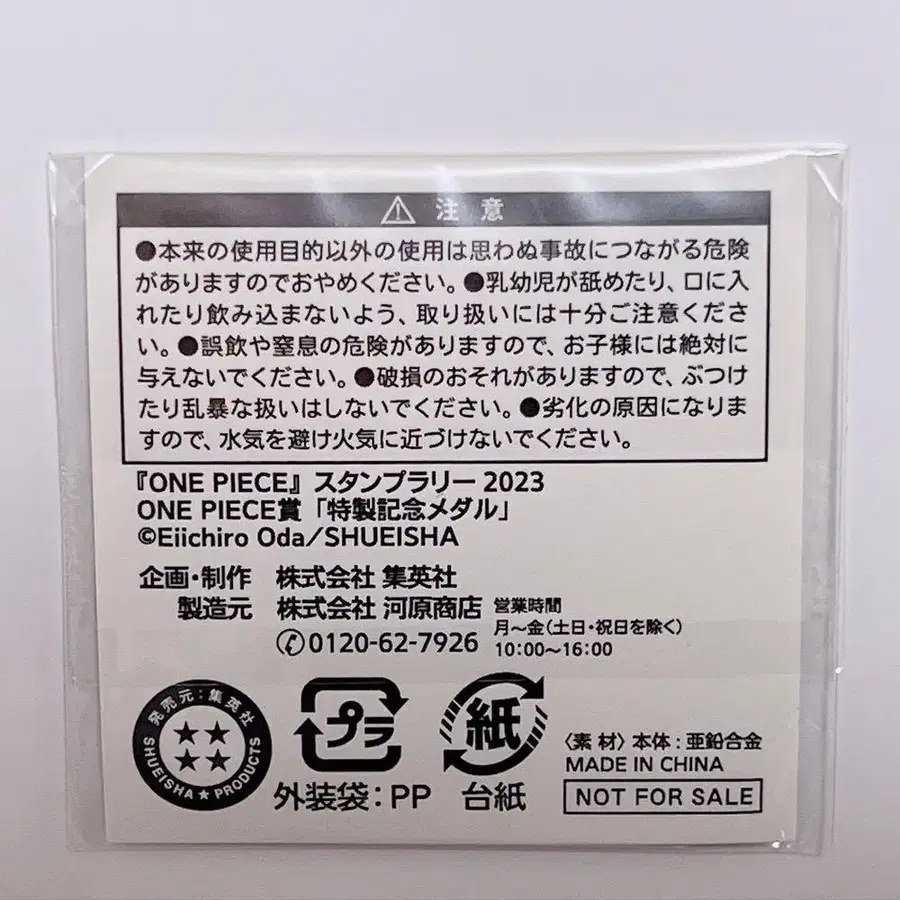 注意
●本来の使用目的以外の使用は思わぬ事故につながる危険
がありますのでおやめください。●乳幼児が舐めたり、口に入
れたり飲み込まないよう、取り扱いには十分ご注意くださ
い。●誤飲や窒息の危険がありますので、お子様には絶対に
与えないでください。●破損のおそれがありますので、ぶつけ
たり乱暴な扱いはしないでください。●劣化の原因になりま
すので、水気を避け火気に近づけないでください。
『ONE PIECE』スタンプラリー 2023
ONE PIECE賞「特製記念メダル」
©Eiichiro Oda/SHUEISHA
企画・制作 株式会社 集英社
製造元 株式会社 河原商店
0120-62-7926
営業時間
月～金(土日・祝日を除く)
10:00～16:00
発売元：集英社
SHUEISHA★PRODUCTS
プラ
外装袋：PP
紙
台紙
〈素材〉本体：亜鉛合金
MADE IN CHINA
NOT FOR SALE